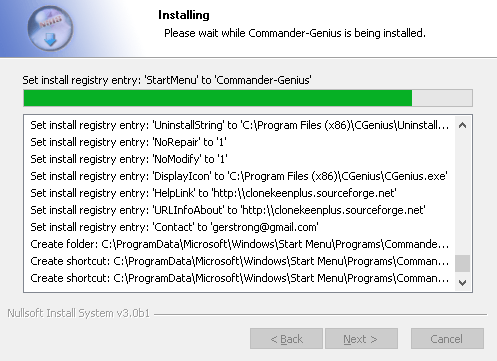 Installing
Please wait while Commander-Genius is being installed.
Set install registry entry: 'StartMenu' to 'Commander-Genius'
Set install registry entry: 'UninstallString' to 'C:\Program Files (x86)\CGenius\Uninstall...
Set install registry entry: 'NoRepair' to '1'
Set install registry entry: 'NoModify' to '1'
Set install registry entry: 'DisplayIcon' to 'C:\Program Files (x86)\CGenius\CGenius.exe'
Set install registry entry: 'HelpLink' to 'http:\\clonekeenplus.sourceforge.net'
Set install registry entry: 'URLInfoAbout' to 'http:\\clonekeenplus.sourceforge.net'
Set install registry entry: 'Contact' to 'gerstrong@gmail.com'
Create folder: C:\ProgramData\Microsoft\Windows\Start Menu\Programs\Commande...
Create shortcut: C:\ProgramData\Microsoft\Windows\Start Menu\Programs\Comman...
Create shortcut: C:\ProgramData\Microsoft\Windows\Start Menu\Programs\Comman...
Nullsoft Install System v3.0b1
< Back
Next >
Cancel